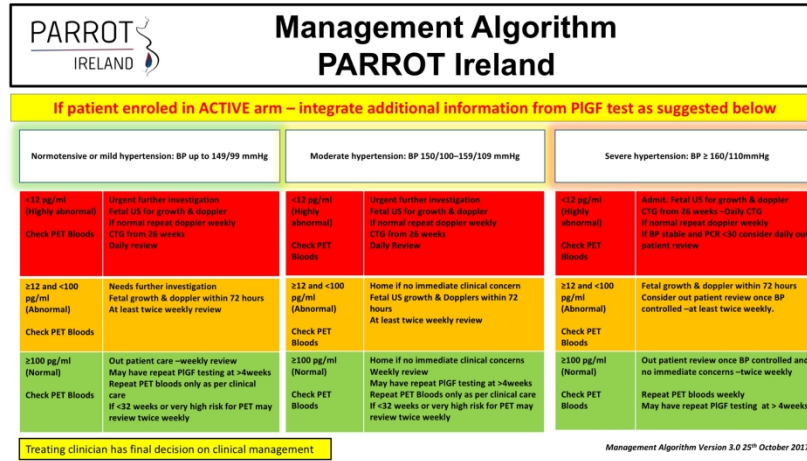 PARROT
IRELAND
Management Algorithm
PARROT Ireland
If patient enroled in ACTIVE arm – integrate additional information from PlGF test as suggested below
Normotensive or mild hypertension: BP up to 149/99 mmHg
<12 pg/ml
(Highly abnormal)
Check PET Bloods
Urgent further investigation
Fetal US for growth & doppler
If normal repeat doppler weekly
CTG from 26 weeks
Daily review
≥12 and <100
pg/ml
(Abnormal)
Check PET Bloods
Needs further investigation
Fetal growth & doppler within 72 hours
At least twice weekly review
≥100 pg/ml
(Normal)
Check PET Bloods
Out patient care –weekly review
May have repeat PlGF testing at >4weeks
Repeat PET bloods only as per clinical
care
If <32 weeks or very high risk for PET may
review twice weekly
Moderate hypertension: BP 150/100–159/109 mmHg
<12 pg/ml
(Highly
abnormal)
Check PET
Bloods
Urgent further investigation
Fetal US for growth & doppler
If normal repeat doppler weekly
CTG from 26 weeks
Daily Review
≥12 and <100
pg/ml
(Abnormal)
Check PET
Bloods
Home if no immediate clinical concern
Fetal US growth & Dopplers within 72
hours
At least twice weekly review
≥100 pg/ml
(Normal)
Check PET
Bloods
Home if no immediate clinical concerns
Weekly review
May have repeat PlGF testing at >4weeks
Repeat PET Bloods only as per clinical care
If <32 weeks or very high risk for PET may
review twice weekly
Severe hypertension: BP ≥ 160/110mmHg
<12 pg/ml
(Highly
abnormal)
Check PET
Bloods
Admit. Fetal US for growth & doppler
CTG from 26 weeks –Daily CTG
If normal repeat doppler weekly
If BP stable and PCR <30 consider daily out
patient review
≥12 and <100
pg/ml
(Abnormal)
Check PET
Bloods
Fetal growth & doppler within 72 hours
Consider out patient review once BP
controlled –at least twice weekly.
≥100 pg/ml
(Normal)
Check PET
Bloods
Out patient review once BP controlled and
no immediate concerns –twice weekly
Repeat PET bloods weekly
May have repeat PlGF testing at > 4weeks
Treating clinician has final decision on clinical management
Management Algorithm Version 3.0 25th October 2017